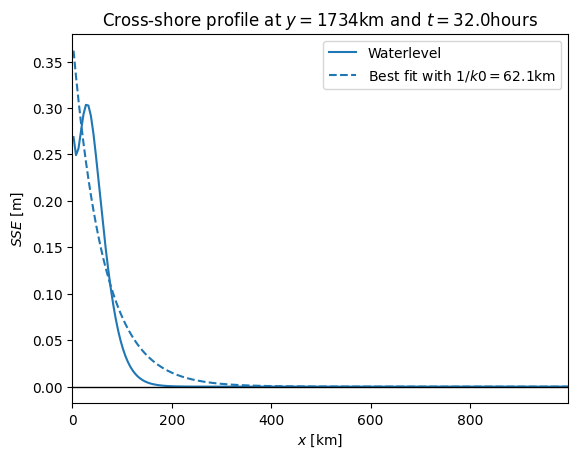 Cross-shore profile at y = 1734km and t = 32.0hours
Waterlevel
Best fit with 1/k0 = 62.1km
0.35
0.30
0.25
0.20
0.15
0.10
0.05
0.00
SSE [m]
0 200 400 600 800
x [km]